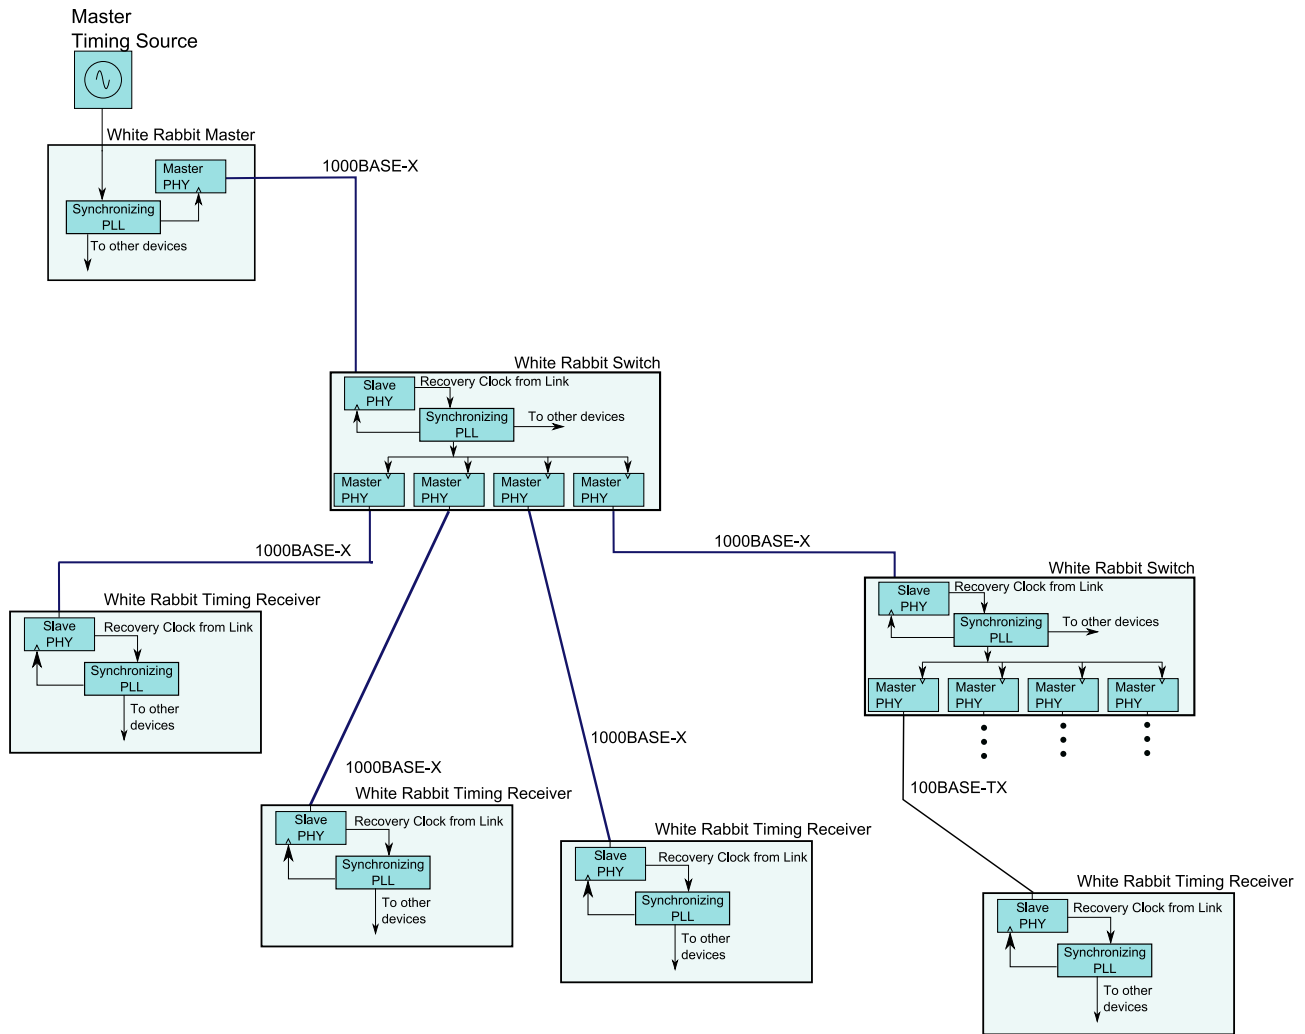 Master
Timing Source
White Rabbit Master
Master
PHY
Synchronizing
PLL
To other devices
1000BASE-X
White Rabbit Switch
Slave
PHY
Recovery Clock from Link
Synchronizing
PLL
To other devices
Master
PHY
Master
PHY
Master
PHY
Master
PHY
1000BASE-X
1000BASE-X
White Rabbit Switch
Slave
PHY
Recovery Clock from Link
Synchronizing
PLL
To other devices
Master
PHY
Master
PHY
Master
PHY
Master
PHY
White Rabbit Timing Receiver
Slave
PHY
Recovery Clock from Link
Synchronizing
PLL
To other
devices
1000BASE-X
1000BASE-X
100BASE-TX
White Rabbit Timing Receiver
Slave
PHY
Recovery Clock from Link
Synchronizing
PLL
To other
devices
White Rabbit Timing Receiver
Slave
PHY
Recovery Clock from Link
Synchronizing
PLL
To other
devices
White Rabbit Timing Receiver
Slave
PHY
Recovery Clock from Link
Synchronizing
PLL
To other
devices